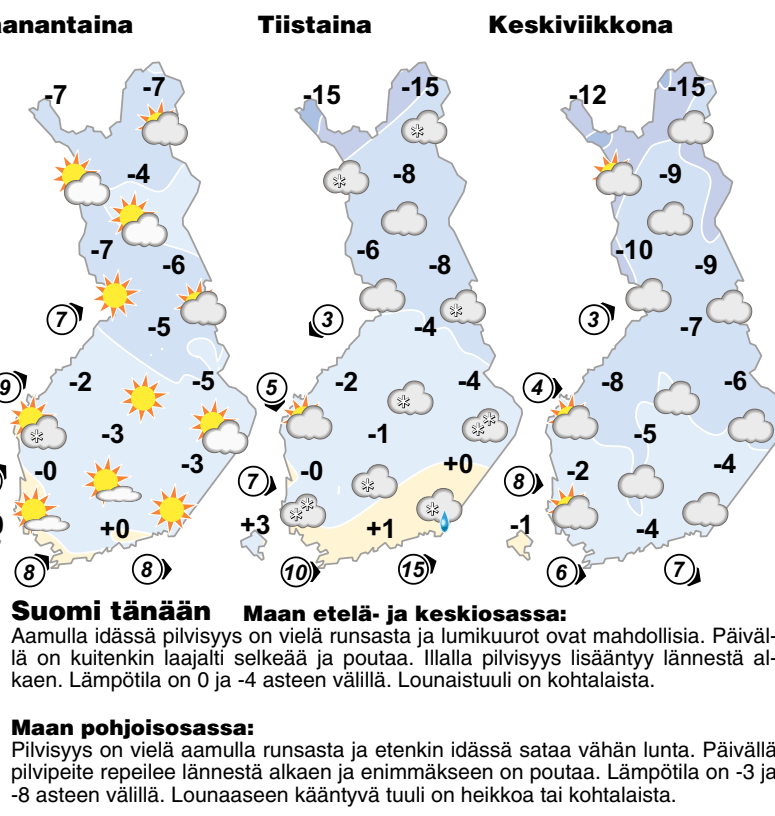 anantaina Tiistaina Keskiviikkona
-7 -7 -15 -15 -12 -15
-4 -8 -9
-7 -6 -6 -8 -10 -9
7 -5 3 -4 3 -7
9 -2 -5 5 -2 -4 4 -8 -6
-3 -1 -5
-0 -3 7 -0 +0 8 -2 -4
+0 +3 +1 -1 -4
8 8 10 15 6 7
Suomi tänään Maan etelä- ja keskiosassa:
Aamulla idässä pilvisyys on vielä runsasta ja lumikuurot ovat mahdollisia. Päiväl-
lä on kuitenkin laajalti selkeää ja poutaa. Illalla pilvisyys lisääntyy lännestä al-
kaen. Lämpötila on 0 ja -4 asteen välillä. Lounaistuuli on kohtalaista.
Maan pohjoisosassa:
Pilvisyys on vielä aamulla runsasta ja etenkin idässä sataa vähän lunta. Päivällä
pilvipeite repeilee lännestä alkaen ja enimmäkseen on poutaa. Lämpötila on -3 ja
-8 asteen välillä. Lounaaseen kääntyvä tuuli on heikkoa tai kohtalaista.